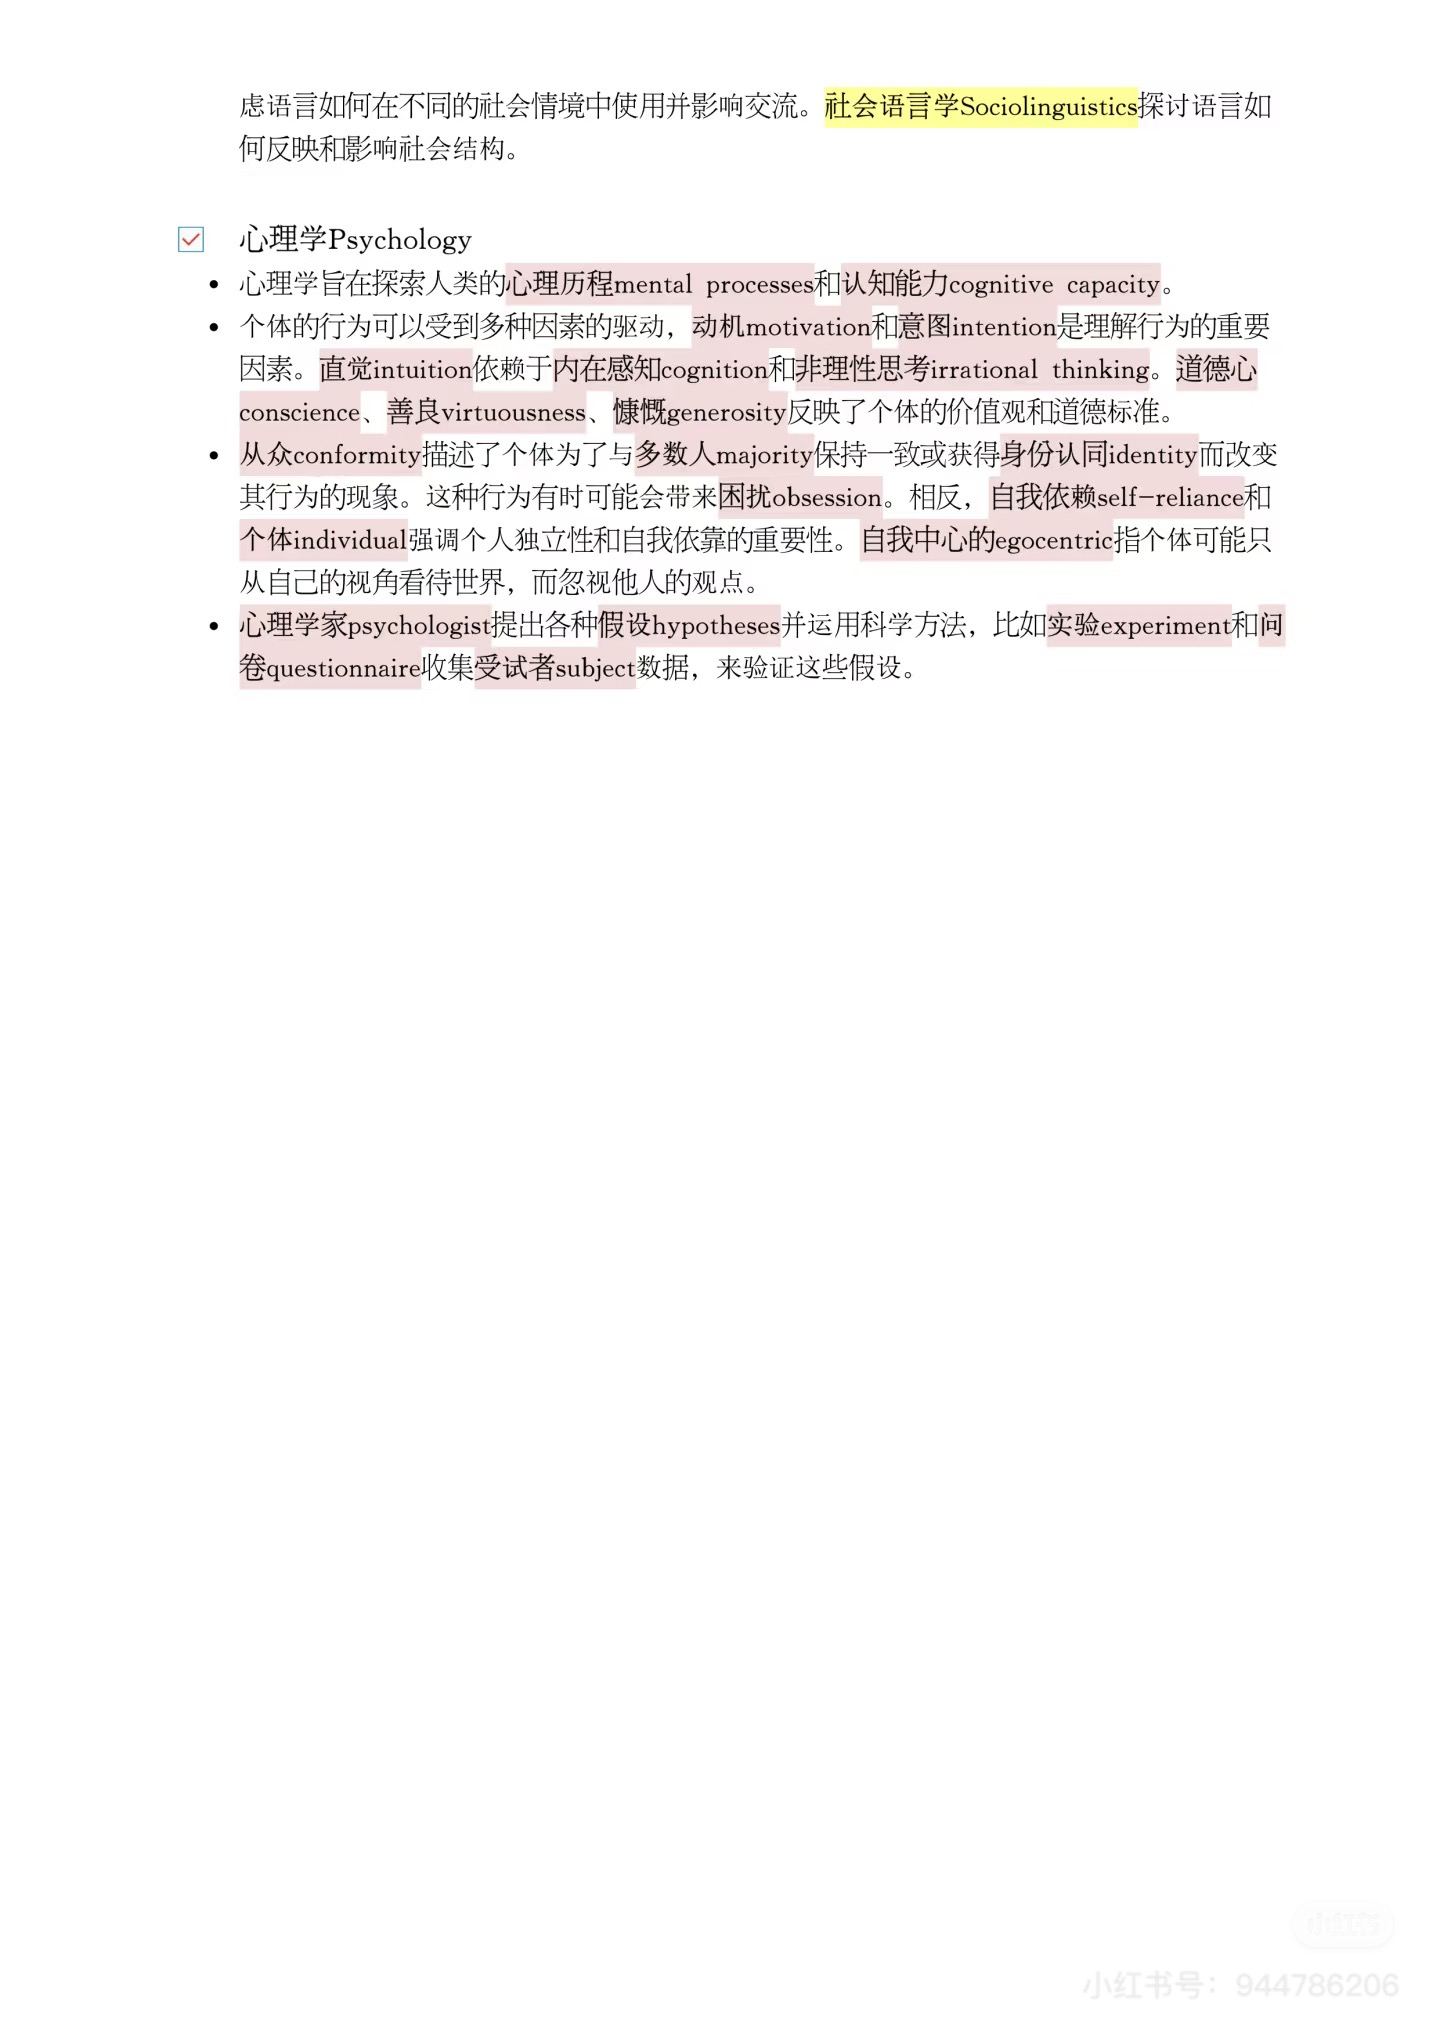 虑语言如何在不同的社会情境中使用并影响交流。社会语言学Sociolinguistics探讨语言如
何反映和影响社会结构。
心理学Psychology
心理学旨在探索人类的心理历程mental processes和认知能力cognitive capacity。
个体的行为可以受到多种因素的驱动，动机motivation和意图intention是理解行为的重要
因素。直觉intuition依赖于内在感知cognition和非理性思考irrational thinking。道德心
conscience、善良virtuousness、慷慨generosity反映了个体的价值观和道德标准。
从众conformity描述了个体为了与多数人majority保持一致或获得身份认同identity而改变
其行为的现象。这种行为有时可能会带来困扰obsession。相反，自我依赖self-reliance和
个体individual强调个人独立性和自我依靠的重要性。自我中心的egocentric指个体可能只
从自己的视角看待世界，而忽视他人的观点。
心理学家psychologist提出各种假设hypotheses并运用科学方法，比如实验experiment和问
卷questionnaire收集受试者subject数据，来验证这些假设。
小红书
小红书号：944786206